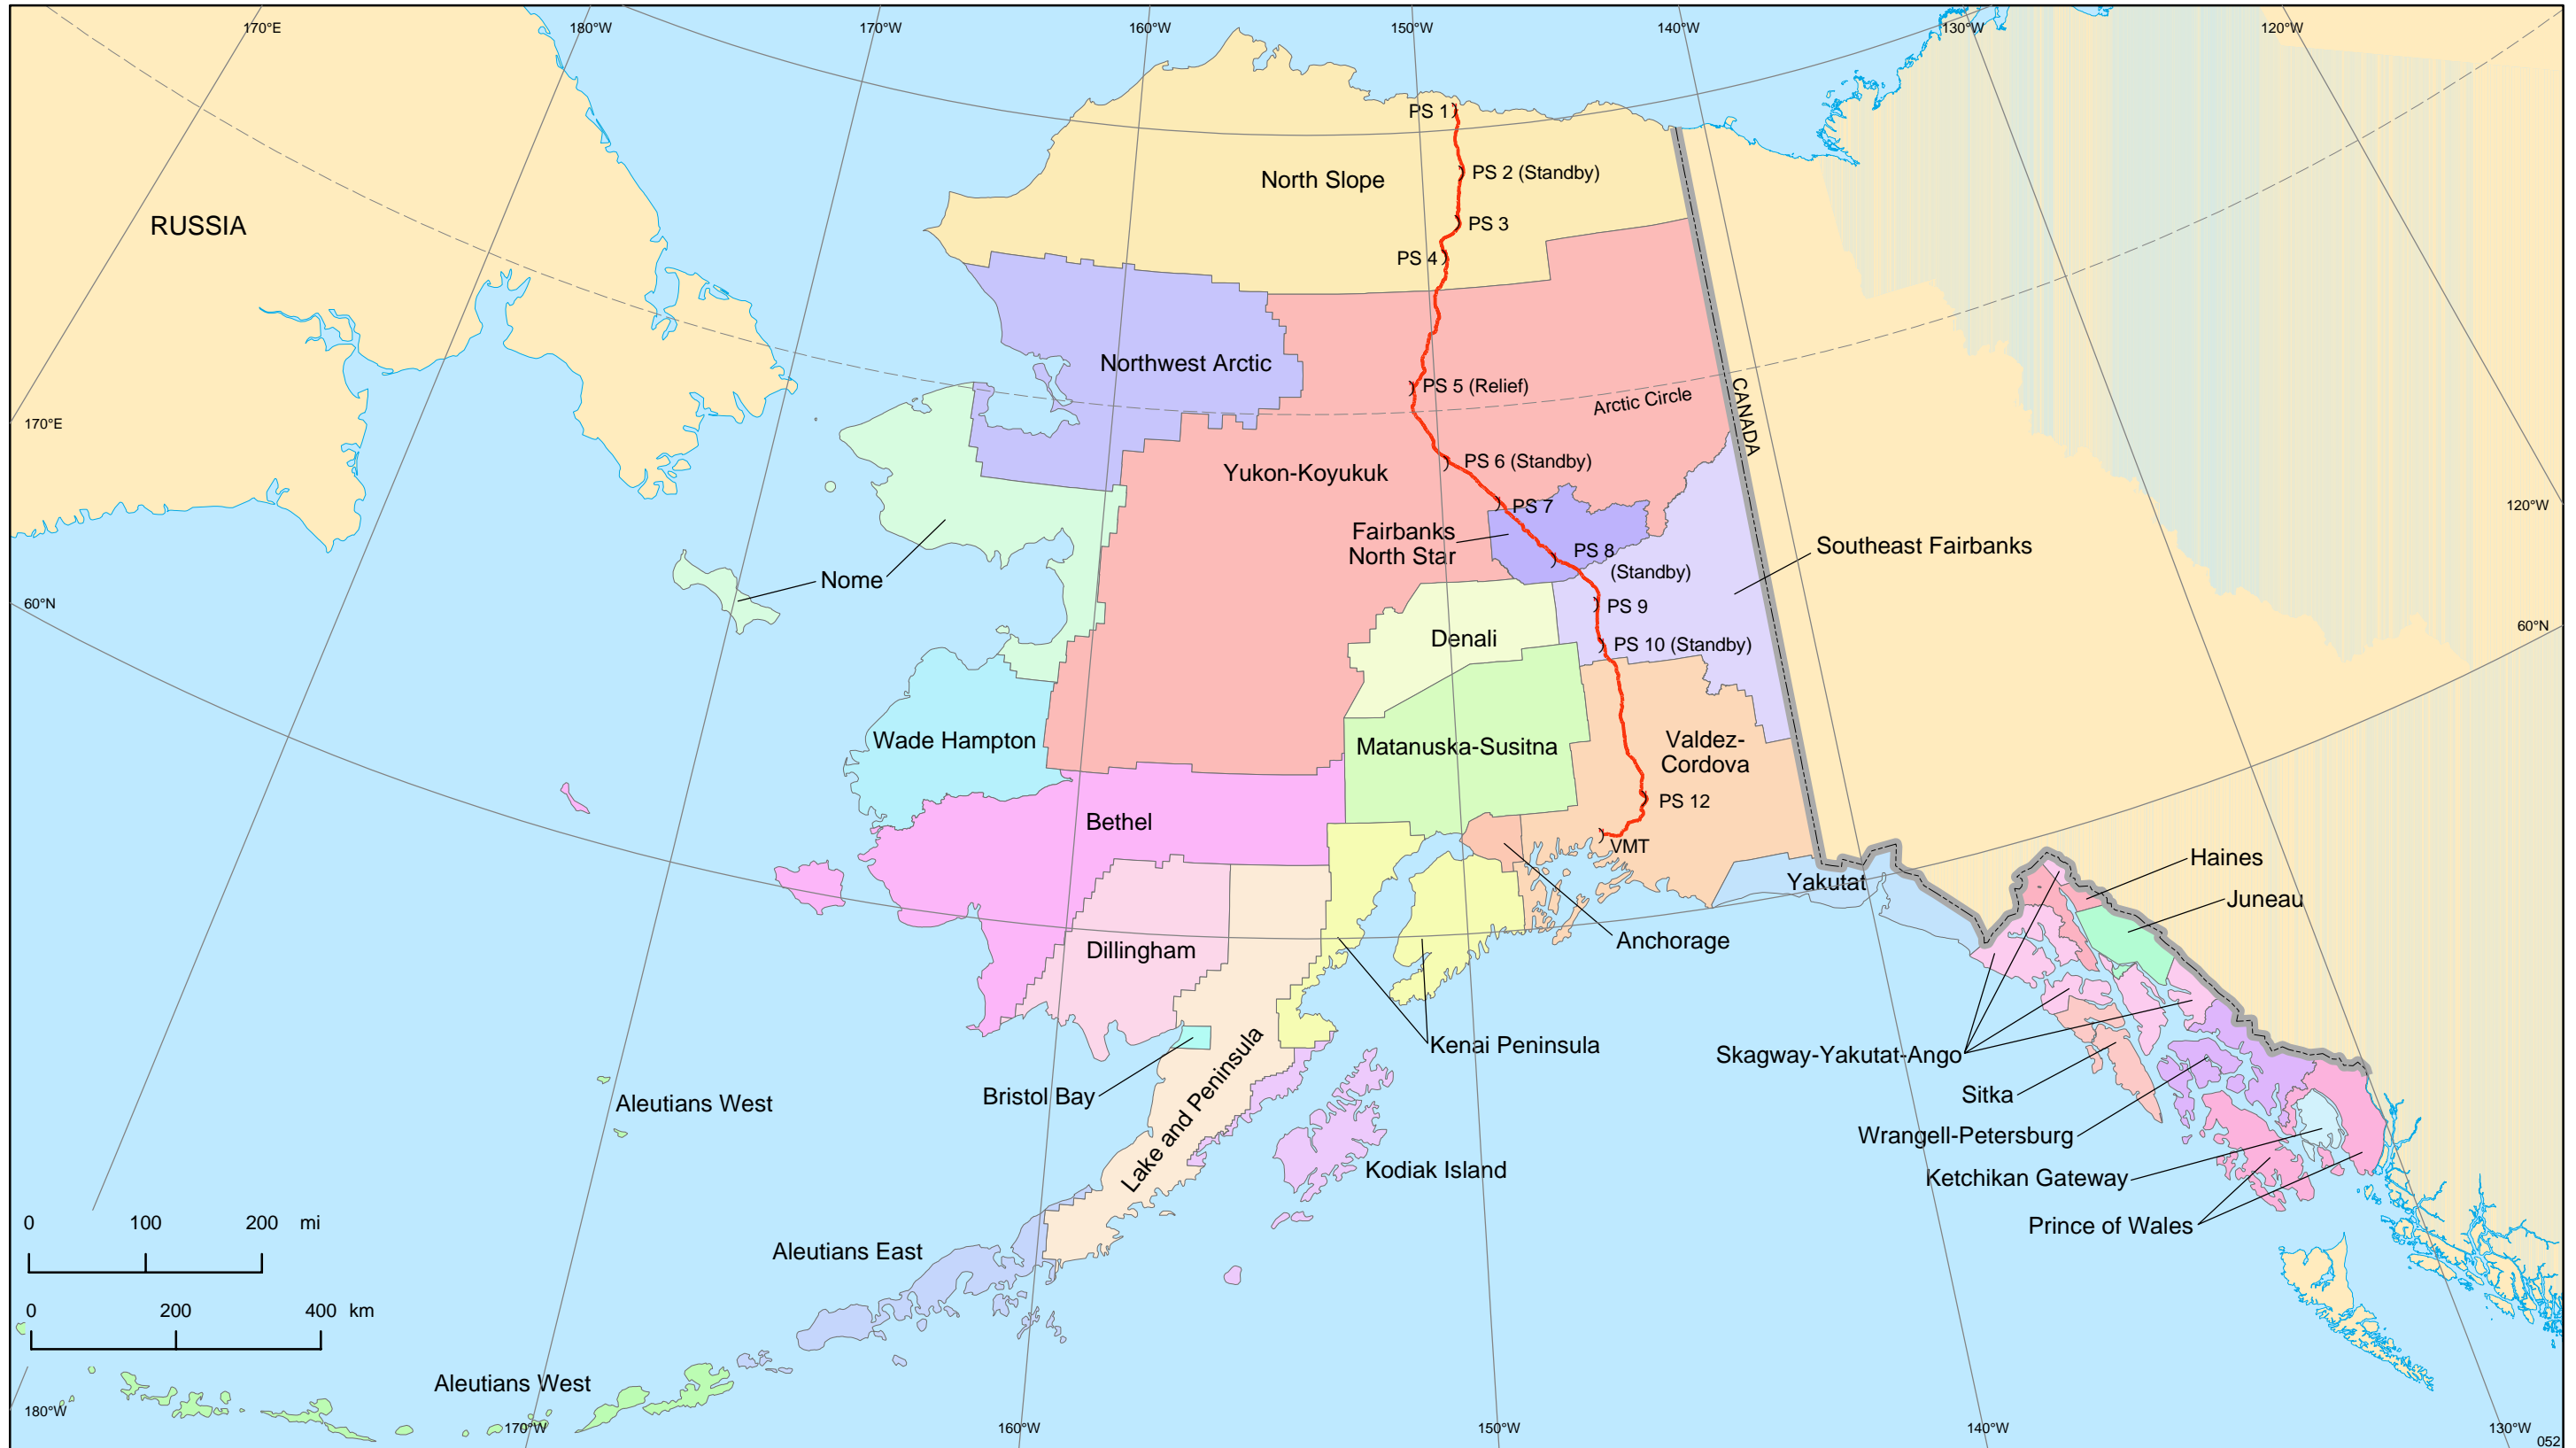 170°E
180°W
170°W
160°W
150°W
140°W
130°W
120°W
PS 1
PS 2 (Standby)
North Slope
RUSSIA
PS 3
PS 4
Northwest Arctic
PS 5 (Relief)
Arctic Circle
CANADA
170°E
PS 6 (Standby)
Yukon-Koyukuk
PS 7
120°W
Fairbanks
North Star
PS 8
(Standby)
Southeast Fairbanks
Nome
60°N
PS 9
60°N
Denali
PS 10 (Standby)
Wade Hampton
Matanuska-Susitna
Valdez-
Cordova
PS 12
Bethel
VMT
Haines
Yakutat
Juneau
Anchorage
Dillingham
Kenai Peninsula
Skagway-Yakutat-Ango
Bristol Bay
Sitka
Aleutians West
Lake and Peninsula
Wrangell-Petersburg
Kodiak Island
Ketchikan Gateway
Prince of Wales
0 100 200 mi
Aleutians East
0 200 400 km
Aleutians West
180°W
170°W
160°W
150°W
140°W
130°W
052